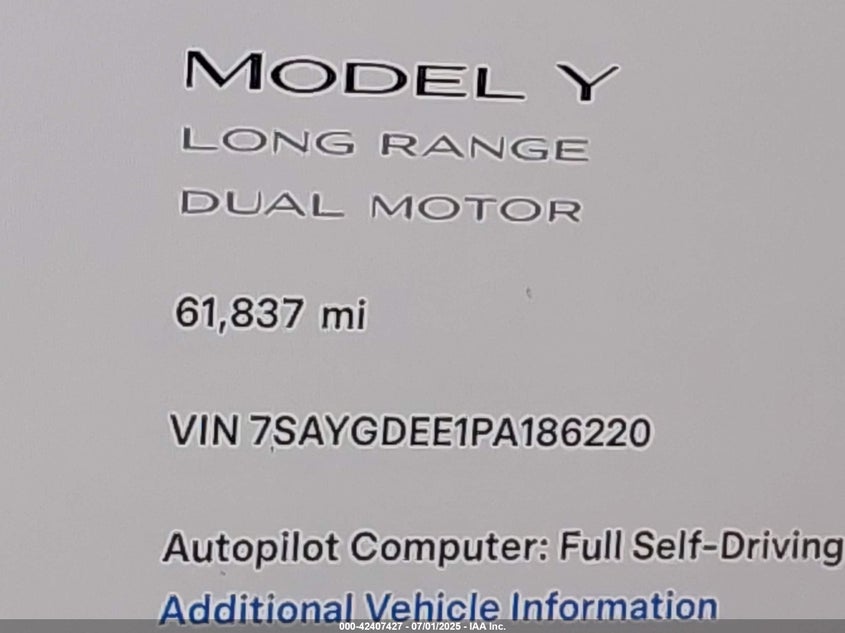 MODEL Y
LONG RANGE
DUAL MOTOR
61,837 mi
VIN 7SAYGDEE1PA186220
Autopilot Computer: Full Self-Driving
Additional Vehicle Information
000-42407427 - 07/01/2025 - IAA Inc.